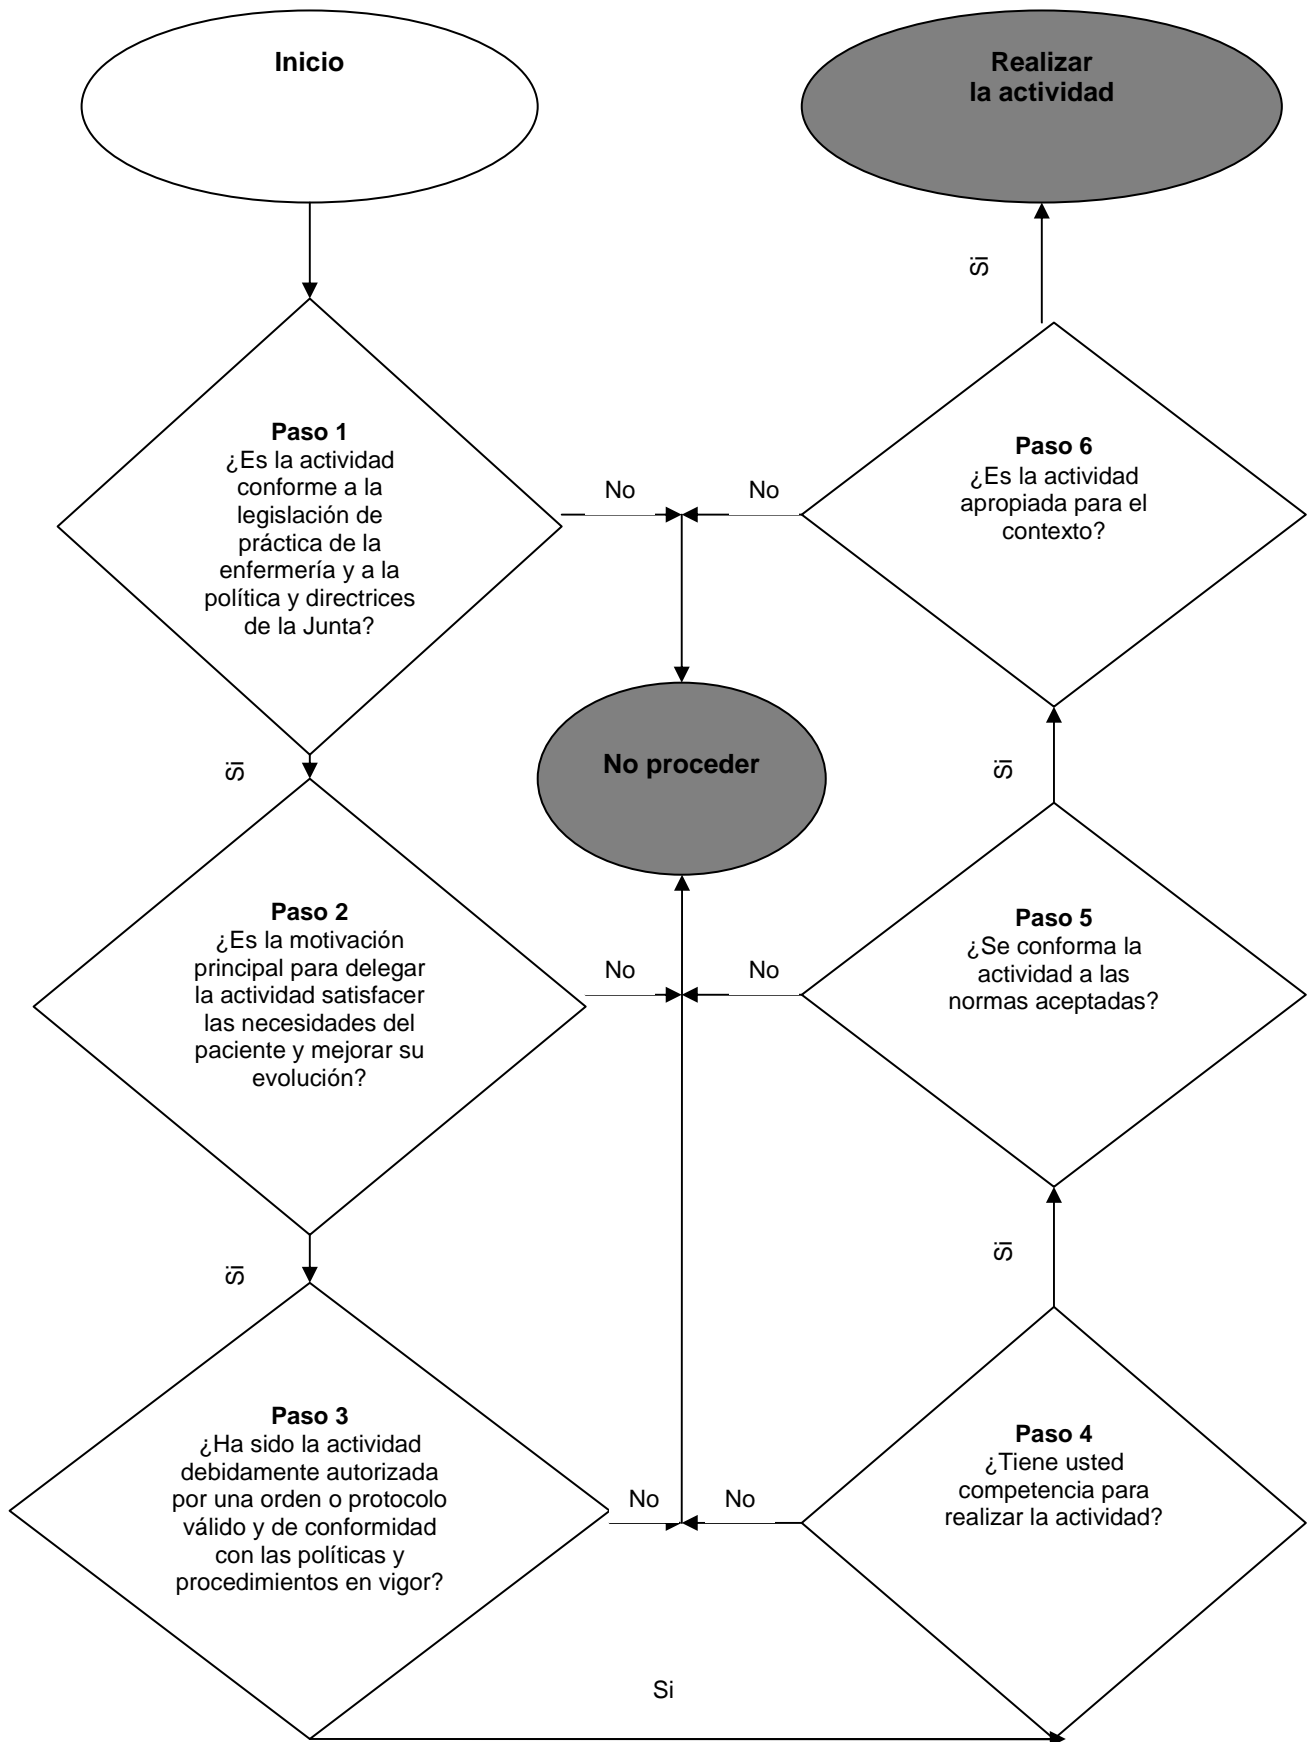 Inicio
Realizar
la actividad
Si
Paso 1
¿Es la actividad
conforme a la
legislación de
práctica de la
enfermería y a la
política y directrices
de la Junta?
No
No
Paso 6
¿Es la actividad
apropiada para el
contexto?
Si
No proceder
Si
Paso 2
¿Es la motivación
principal para delegar
la actividad satisfacer
las necesidades del
paciente y mejorar su
evolución?
No
No
Paso 5
¿Se conforma la
actividad a las
normas aceptadas?
Si
Si
Paso 3
¿Ha sido la actividad
debidamente autorizada
por una orden o protocolo
válido y de conformidad
con las políticas y
procedimientos en vigor?
No
No
Paso 4
¿Tiene usted
competencia para
realizar la actividad?
Si